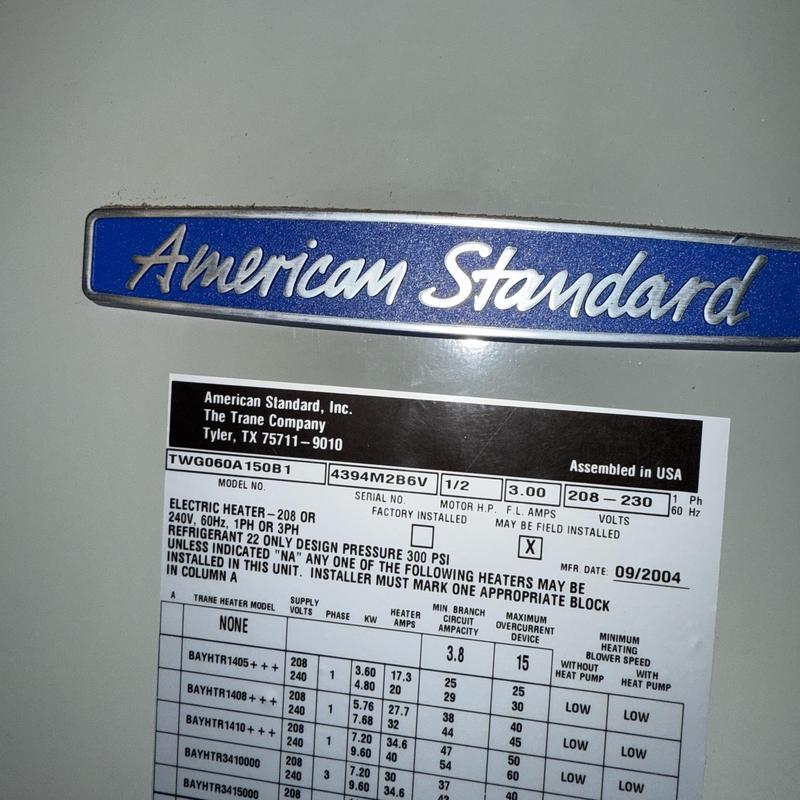 American Standard
American Standard, Inc.
The Trane Company
Tyler, TX 75711-9010
Assembled in USA
TWG060A150B1 4394M2B6V 1/2 3.00 208 - 230 1 Ph
60 Hz
MODEL NO. SERIAL NO. MOTOR H.P. F.L. AMPS VOLTS
FACTORY INSTALLED MAY BE FIELD INSTALLED
X
ELECTRIC HEATER-208 OR
240V, 60Hz, 1PH OR 3PH
REFRIGERANT 22 ONLY DESIGN PRESSURE 300 PSI
MFR. DATE: 09/2004
UNLESS INDICATED "NA" ANY ONE OF THE FOLLOWING HEATERS MAY BE
INSTALLED IN THIS UNIT. INSTALLER MUST MARK ONE APPROPRIATE BLOCK
IN COLUMN A
A TRANE HEATER MODEL SUPPLY VOLTS PHASE KW HEATER AMPS MIN. BRANCH CIRCUIT AMPACITY MAXIMUM OVERCURRENT DEVICE MINIMUM HEATING BLOWER SPEED
WITHOUT HEAT PUMP WITH HEAT PUMP
NONE 3.8 15
BAYHTR1405+++ 208 1 3.60 17.3 25 25 LOW LOW
240 4.80 20 29 30
BAYHTR1408+++ 208 1 5.76 27.7 38 40 LOW LOW
240 7.68 32 44 45
BAYHTR1410+++ 208 1 7.20 34.6 47 50 LOW LOW
240 9.60 40 54 60
BAYHTR3410000 208 3 7.20 30 37 40
240 9.60 34.6
BAYHTR3415000 208